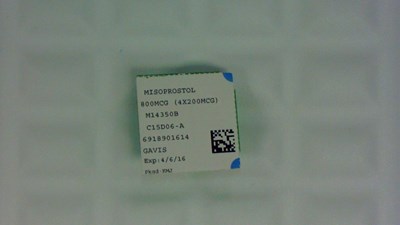 MISOPROSTOL
800MCG (4X200MCG)
M14350B
C15D06-A
6918901614
GAVIS
Exp:4/6/16